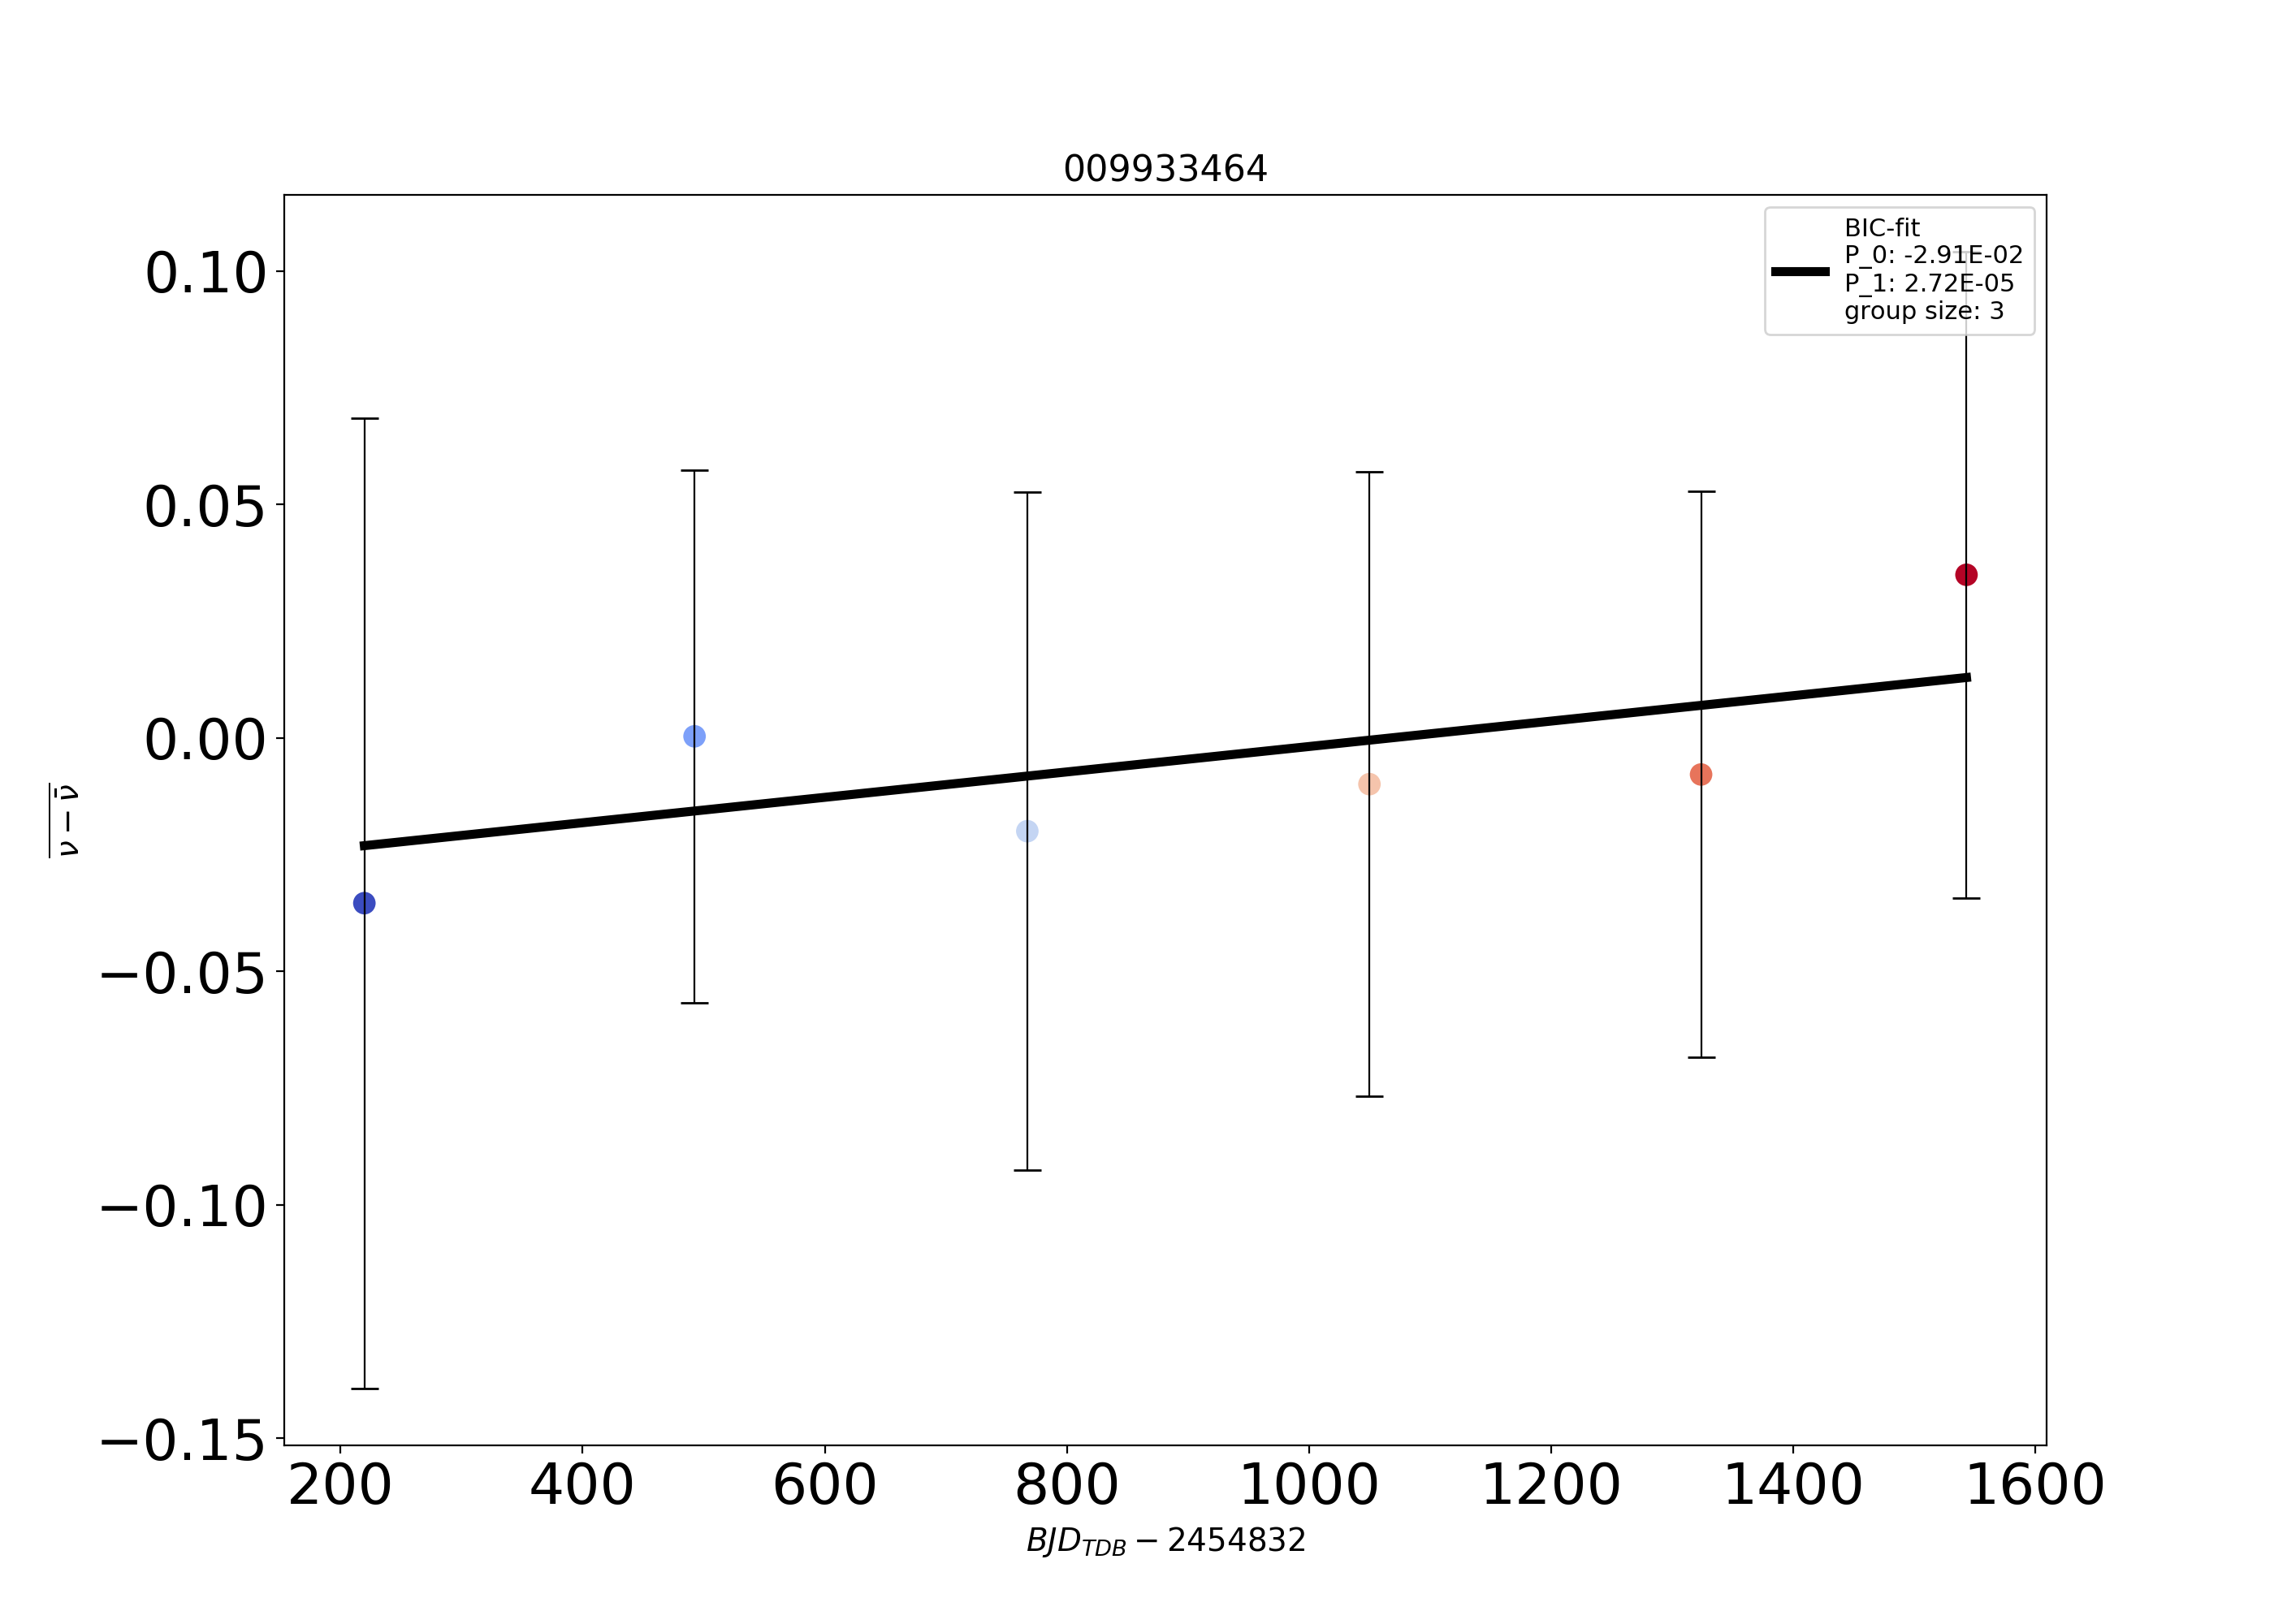 009933464
BIC-fit
P_0: -2.91E-02
P_1: 2.72E-05
group size: 3
0.10
0.05
0.00
−0.05
−0.10
−0.15
ν − ν̄
200 400 600 800 1000 1200 1400 1600
BJD_TDB − 2454832